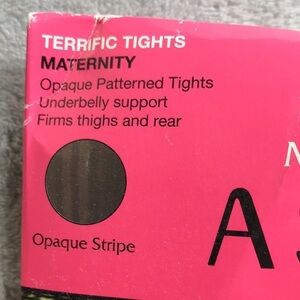 TERRIFIC TIGHTS
MATERNITY
Opaque Patterned Tights
Underbelly support
Firms thighs and rear
Opaque Stripe
A